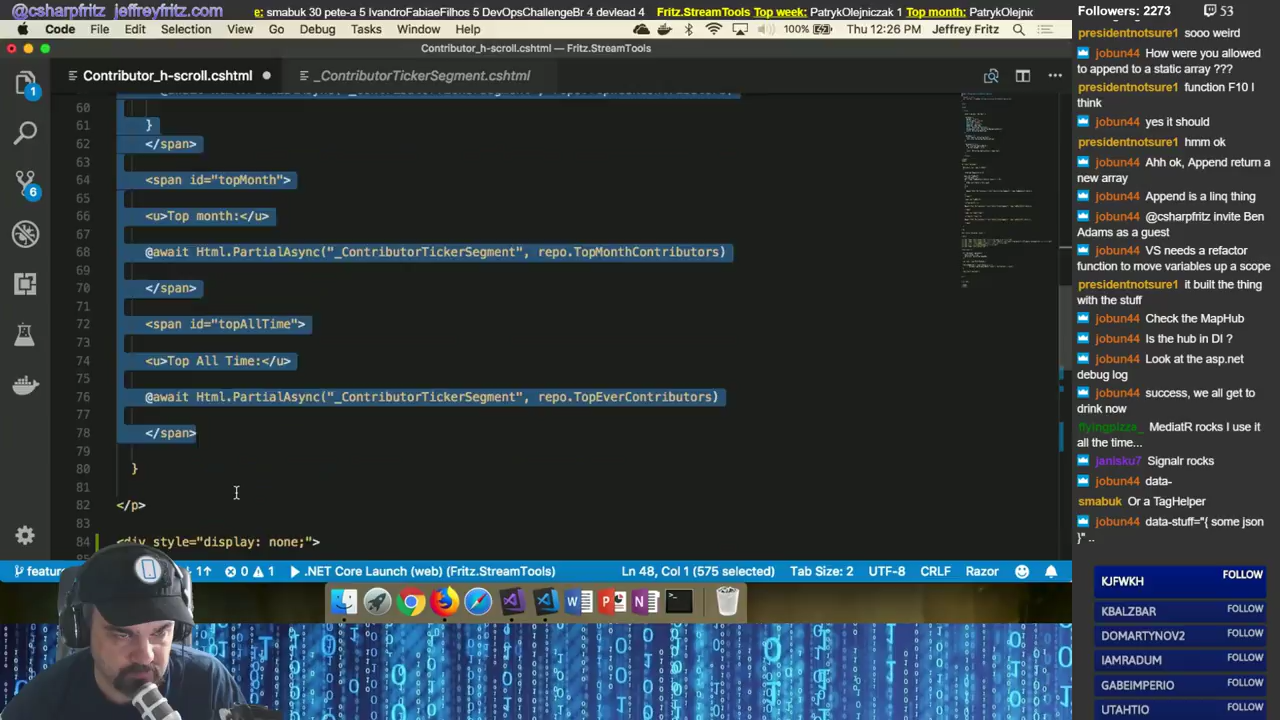 @csharpfritz jeffreyfritz.com
e: smabuk 30 pete-a 5 IvandroFabiaeFilhos 5 DevOpsChallengeBr 4 devlead 4 Fritz.StreamTools Top week: PatrykOlejniczak 1 Top month: PatrykOlejnic
Followers: 2273 53
Code File Edit Selection View Go Debug Tasks Window Help 100% Thu 12:26 PM Jeffrey Fritz
Contributor_h-scroll.cshtml — Fritz.StreamTools
Contributor_h-scroll.cshtml _ContributorTickerSegment.cshtml
60
61 }
62 </span>
63
64 <span id="topMonth">
65
66 <u>Top month:</u>
67
68 @await Html.PartialAsync("_ContributorTickerSegment", repo.TopMonthContributors)
69
70 </span>
71
72 <span id="topAllTime">
73
74 <u>Top All Time:</u>
75
76 @await Html.PartialAsync("_ContributorTickerSegment", repo.TopEverContributors)
77
78 </span>
79
80 }
81
82 </p>
83
84 <div style="display: none;">
1
6
featur 1↑ 0 1 .NET Core Launch (web) (Fritz.StreamTools) Ln 48, Col 1 (575 selected) Tab Size: 2 UTF-8 CRLF Razor
presidentnotsure1 sooo weird
jobun44 How were you allowed
to append to a static array ???
presidentnotsure1 function F10 I
think
jobun44 yes it should
presidentnotsure1 hmm ok
jobun44 Ahh ok, Append return a
new array
jobun44 Append is a linq thing
jobun44 @csharpfritz invite Ben
Adams as a guest
jobun44 VS needs a refactor
function to move variables up a scope
presidentnotsure1 it built the thing
with the stuff
jobun44 Check the MapHub
jobun44 Is the hub in DI ?
jobun44 Look at the asp.net
debug log
jobun44 success, we all get to
drink now
flyingpizza_ MediatR rocks I use it
all the time...
janisku7 Signalr rocks
jobun44 data-
smabuk Or a TagHelper
jobun44 data-stuff="{ some json
}" ..
KJFWKH FOLLOW
KBALZBAR FOLLOW
DOMARTYNOV2 FOLLOW
IAMRADUM FOLLOW
GABEIMPERIO FOLLOW
UTAHTIO FOLLOW